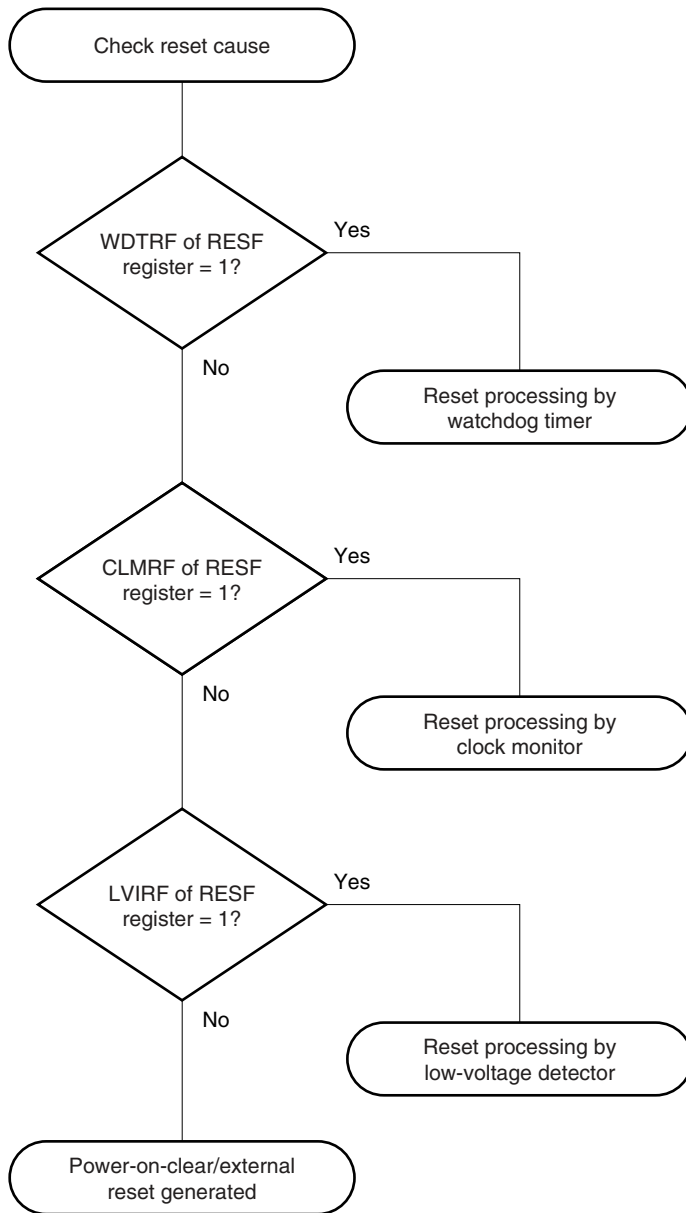 Check reset cause
WDTRF of RESF
register = 1?
Yes
No
Reset processing by
watchdog timer
CLMRF of RESF
register = 1?
Yes
No
Reset processing by
clock monitor
LVIRF of RESF
register = 1?
Yes
No
Reset processing by
low-voltage detector
Power-on-clear/external
reset generated